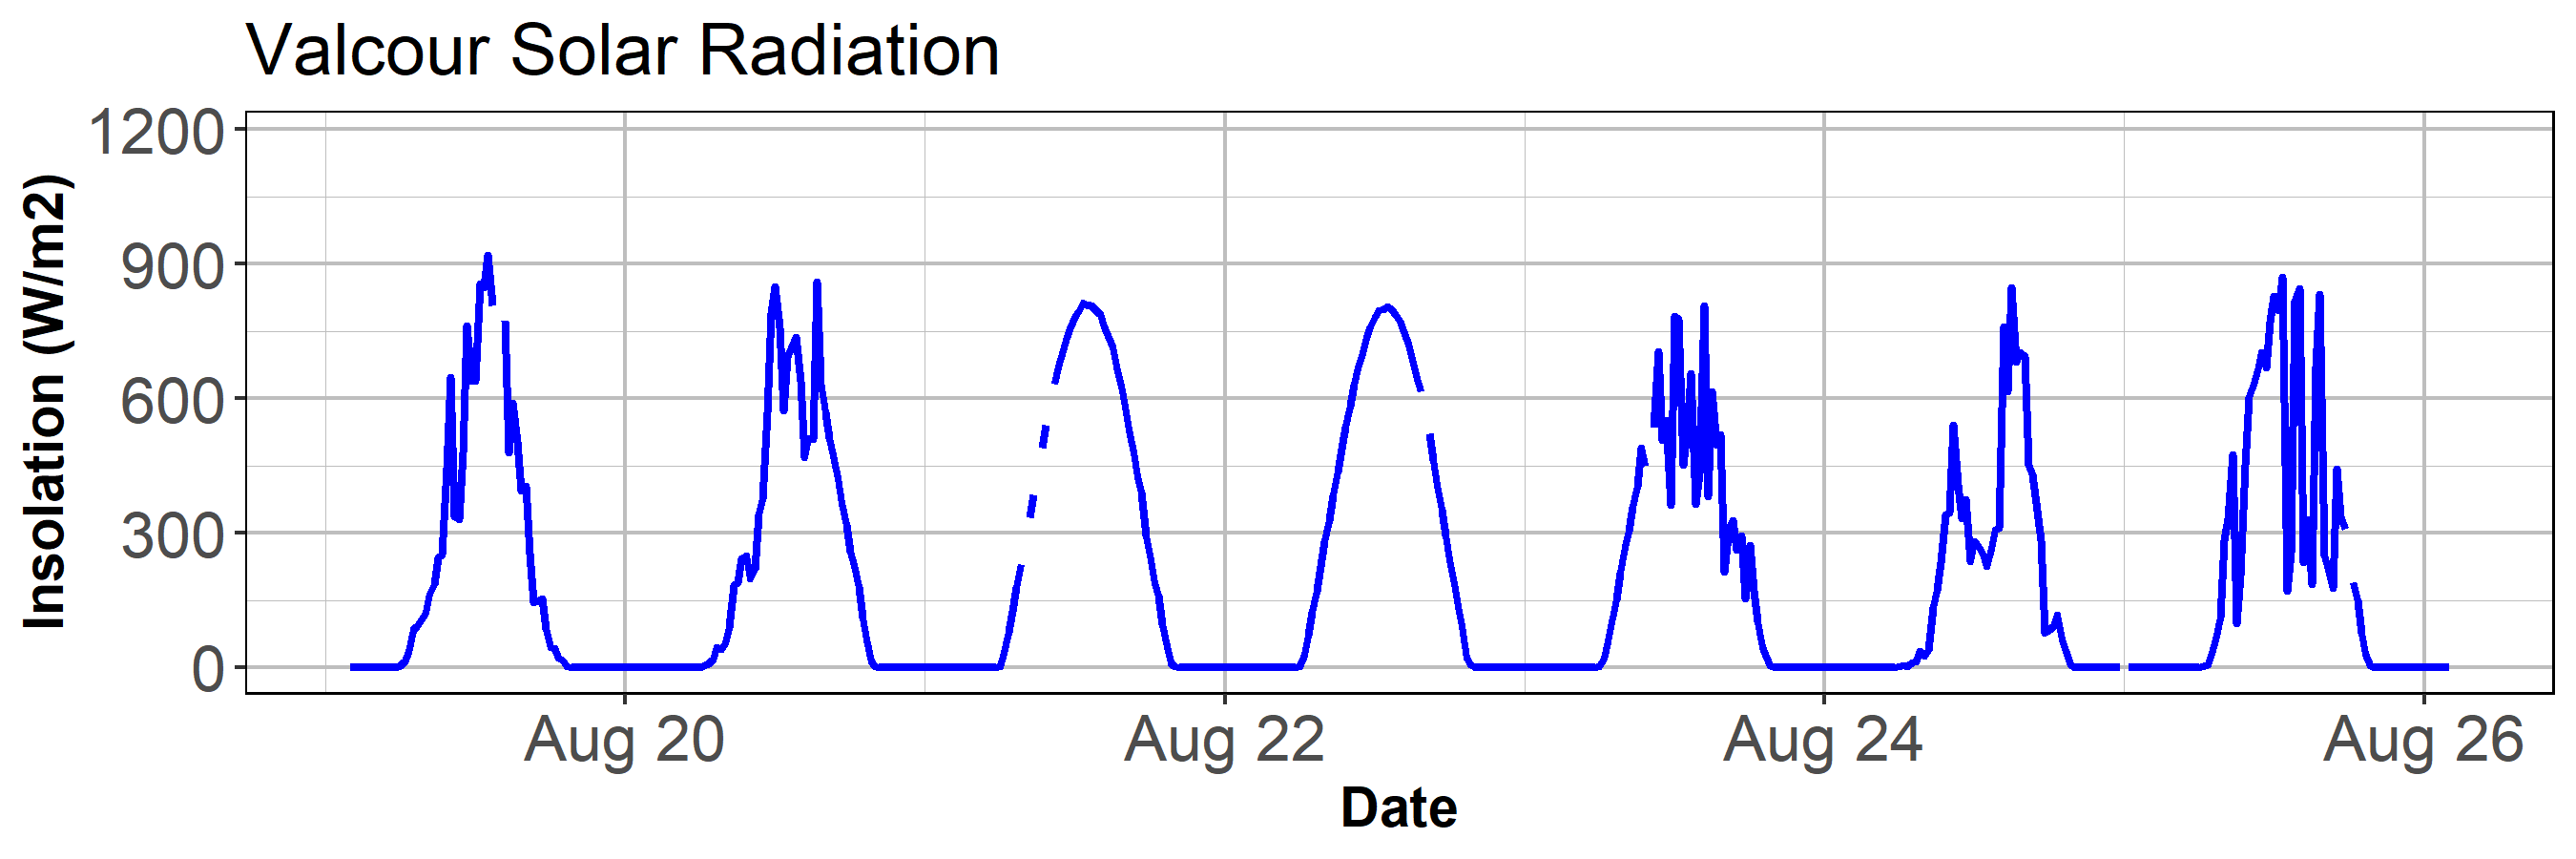 Valcour Solar Radiation
Insolation (W/m2)
1200
900
600
300
0
Aug 20
Aug 22
Aug 24
Aug 26
Date